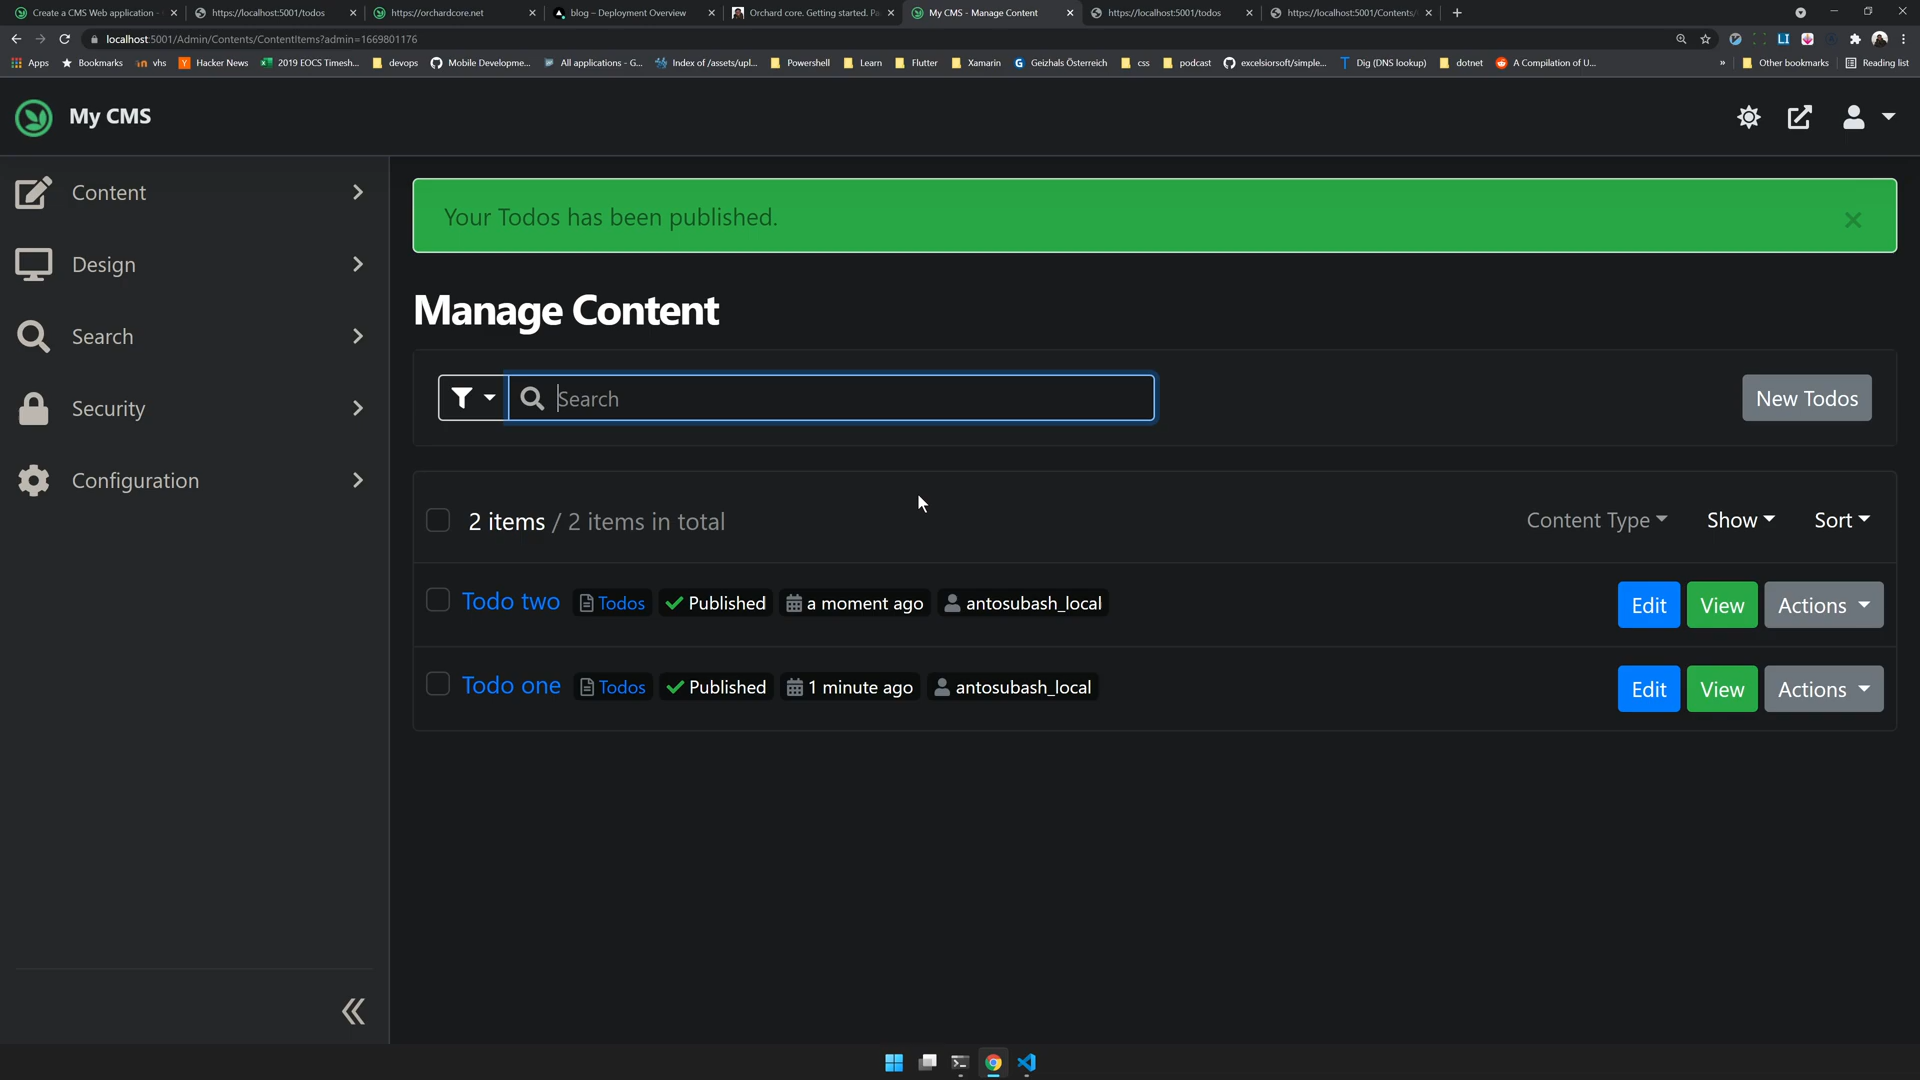 Create a CMS Web application -
https://localhost:5001/todos
https://orchardcore.net
blog – Deployment Overview
Orchard core. Getting started. Pa
My CMS - Manage Content
https://localhost:5001/todos
https://localhost:5001/Contents/
localhost:5001/Admin/Contents/ContentItems?admin=1669801176
Apps
Bookmarks
vhs
Hacker News
2019 EOCS Timesh...
devops
Mobile Developme...
All applications - G...
Index of /assets/upl...
Powershell
Learn
Flutter
Xamarin
Geizhals Österreich
css
podcast
excelsiorsoft/simple...
Dig (DNS lookup)
dotnet
A Compilation of U...
»
Other bookmarks
Reading list
My CMS
Content
Design
Search
Security
Configuration
Your Todos has been published.
Manage Content
Search
New Todos
2 items / 2 items in total
Content Type
Show
Sort
Todo two Todos Published a moment ago antosubash_local
Edit View Actions
Todo one Todos Published 1 minute ago antosubash_local
Edit View Actions